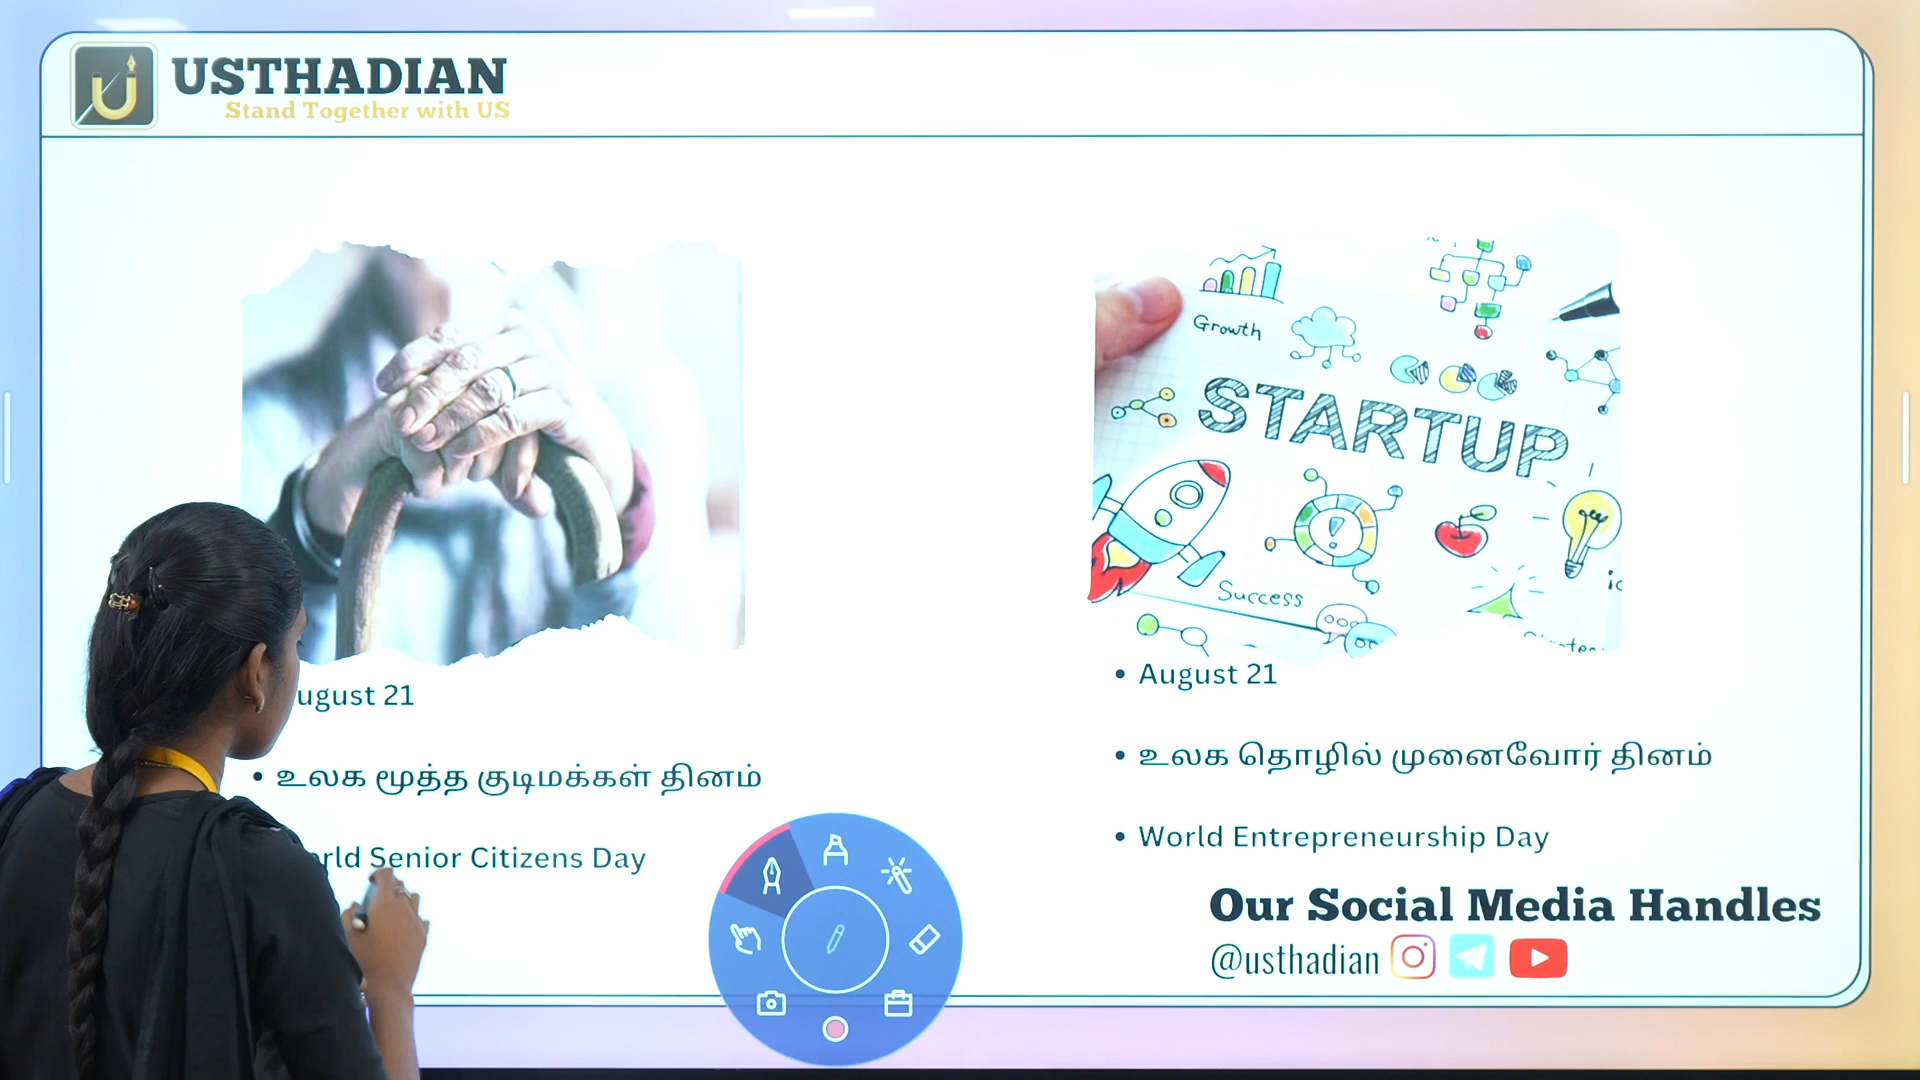 USTHADIAN
Stand Together with US
Growth
STARTUP
Success
ugust 21
• உலக மூத்த குடிமக்கள் தினம்
rld Senior Citizens Day
• August 21
• உலக தொழில் முனைவோர் தினம்
• World Entrepreneurship Day
Our Social Media Handles
@usthadian